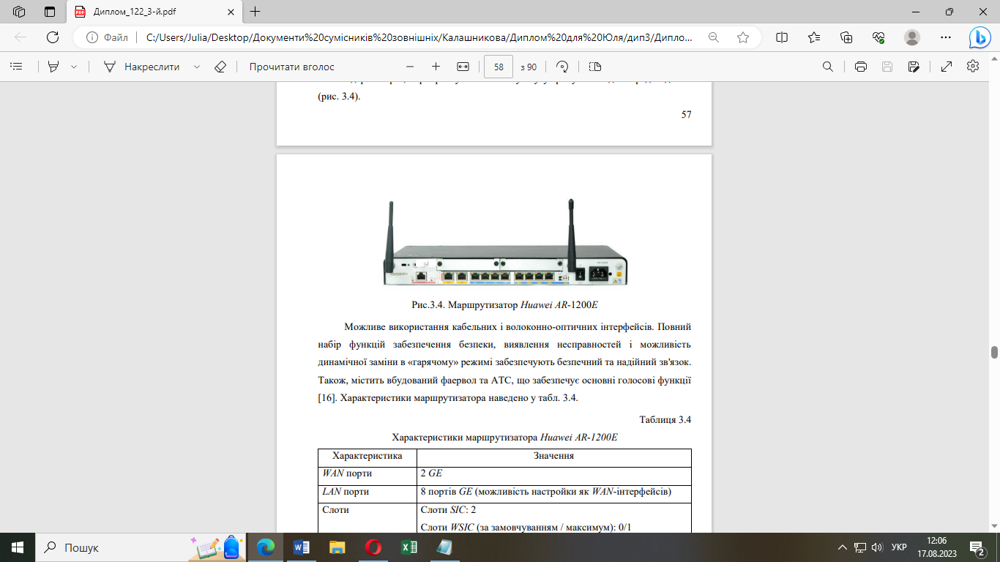 Диплом_122_3-й.pdf
Файл
C:/Users/Julia/Desktop/Документи%20сумісників%20зовнішніх/Калашникова/Диплом%20для%20Юля/дип3/Дипло...
Накреслити
Прочитати вголос
58
з 90
(рис. 3.4).
57
Рис.3.4. Маршрутизатор Huawei AR-1200E
Можливе використання кабельних і волоконно-оптичних інтерфейсів. Повний
набір функцій забезпечення безпеки, виявлення несправностей і можливість
динамічної заміни в «гарячому» режимі забезпечують безпечний та надійний зв'язок.
Також, містить вбудований фаервол та АТС, що забезпечує основні голосові функції
[16]. Характеристики маршрутизатора наведено у табл. 3.4.
Таблиця 3.4
Характеристики маршрутизатора Huawei AR-1200E
Характеристика Значення
WAN порти 2 GE
LAN порти 8 портів GE (можливість настройки як WAN-інтерфейсів)
Слоти Слоти SIC: 2
Слоти WSIC (за замовчуванням / максимум): 0/1
Пошук
УКР
12:06
17.08.2023
2